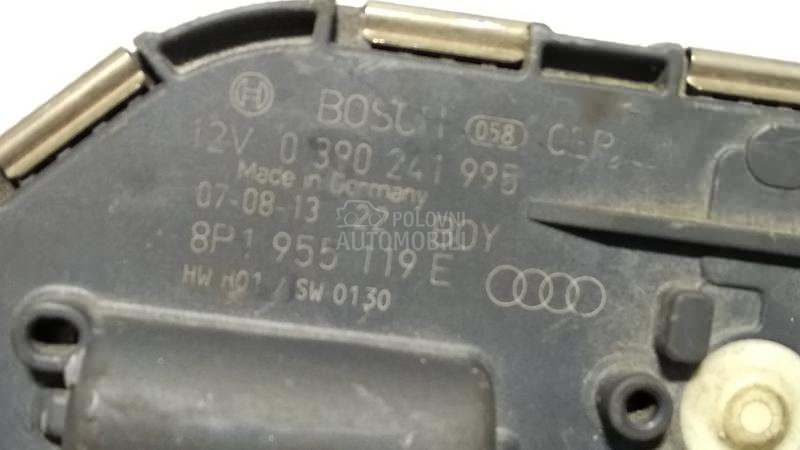 BOSCH 058
12V 0 390 241 995
Made in Germany
07-08-13
POLOVNI
AUTOMOBILI
8P1 955 119 E
HW H01 / SW 0130